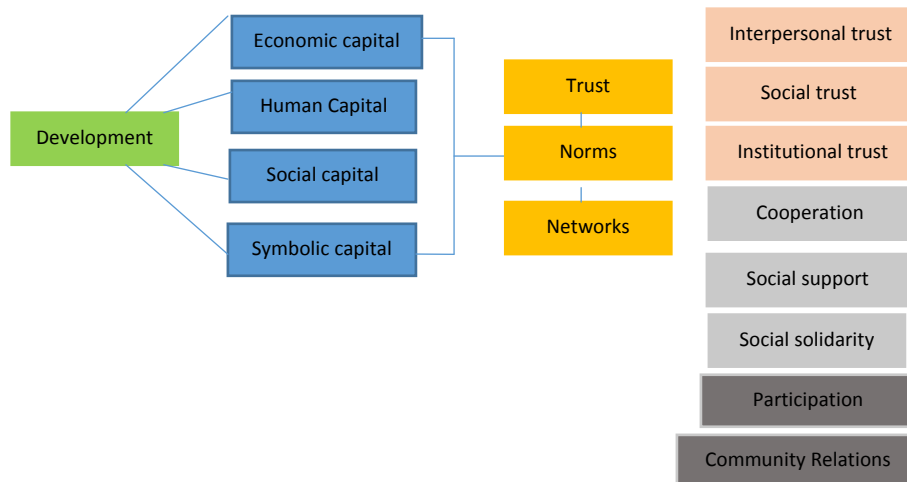 Development
Economic capital
Human Capital
Social capital
Symbolic capital
Trust
Norms
Networks
Interpersonal trust
Social trust
Institutional trust
Cooperation
Social support
Social solidarity
Participation
Community Relations